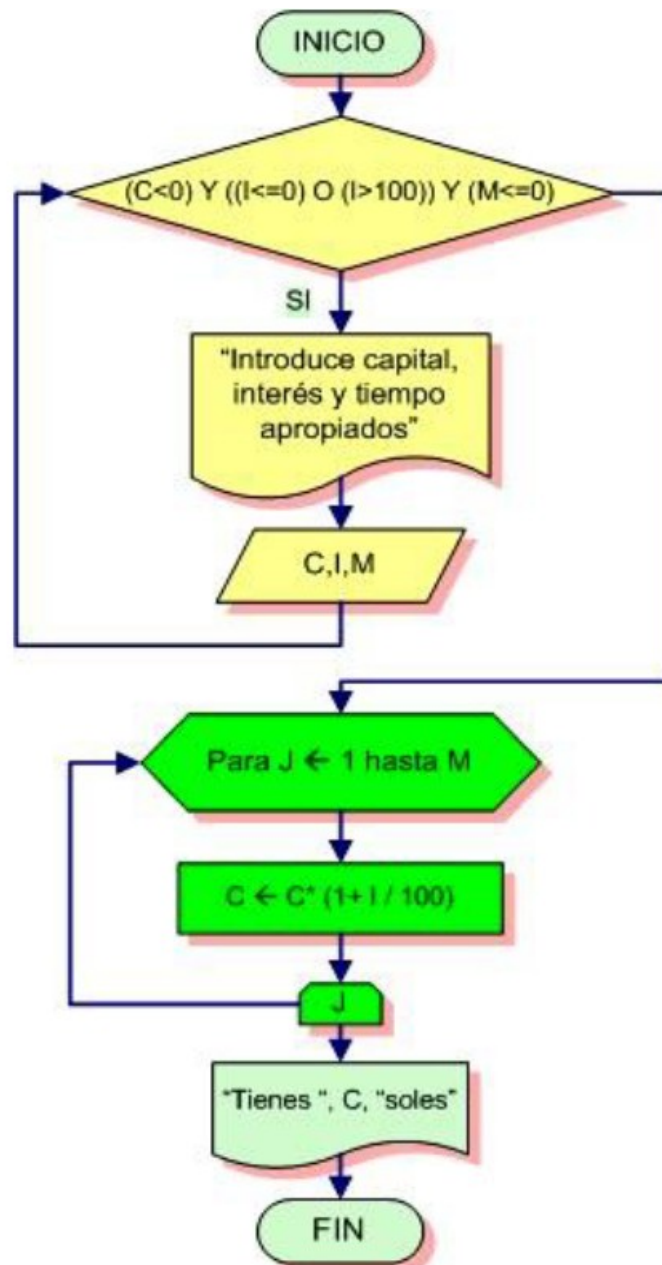 INICIO
(C<0) Y ((I<=0) O (I>100)) Y (M<=0)
SI
“Introduce capital,
interés y tiempo
apropiados”
C,I,M
Para J ← 1 hasta M
C ← C* (1+ I / 100)
J
“Tienes “, C, “soles”
FIN